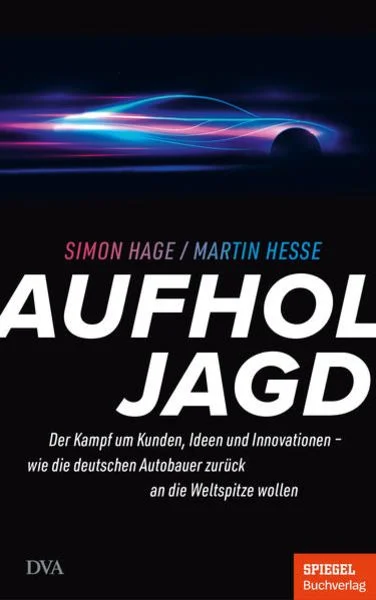 SIMON HAGE / MARTIN HESSE
AUFHOL
JAGD
Der Kampf um Kunden, Ideen und Innovationen –
wie die deutschen Autobauer zurück
an die Weltspitze wollen
DVA
SPIEGEL
Buchverlag